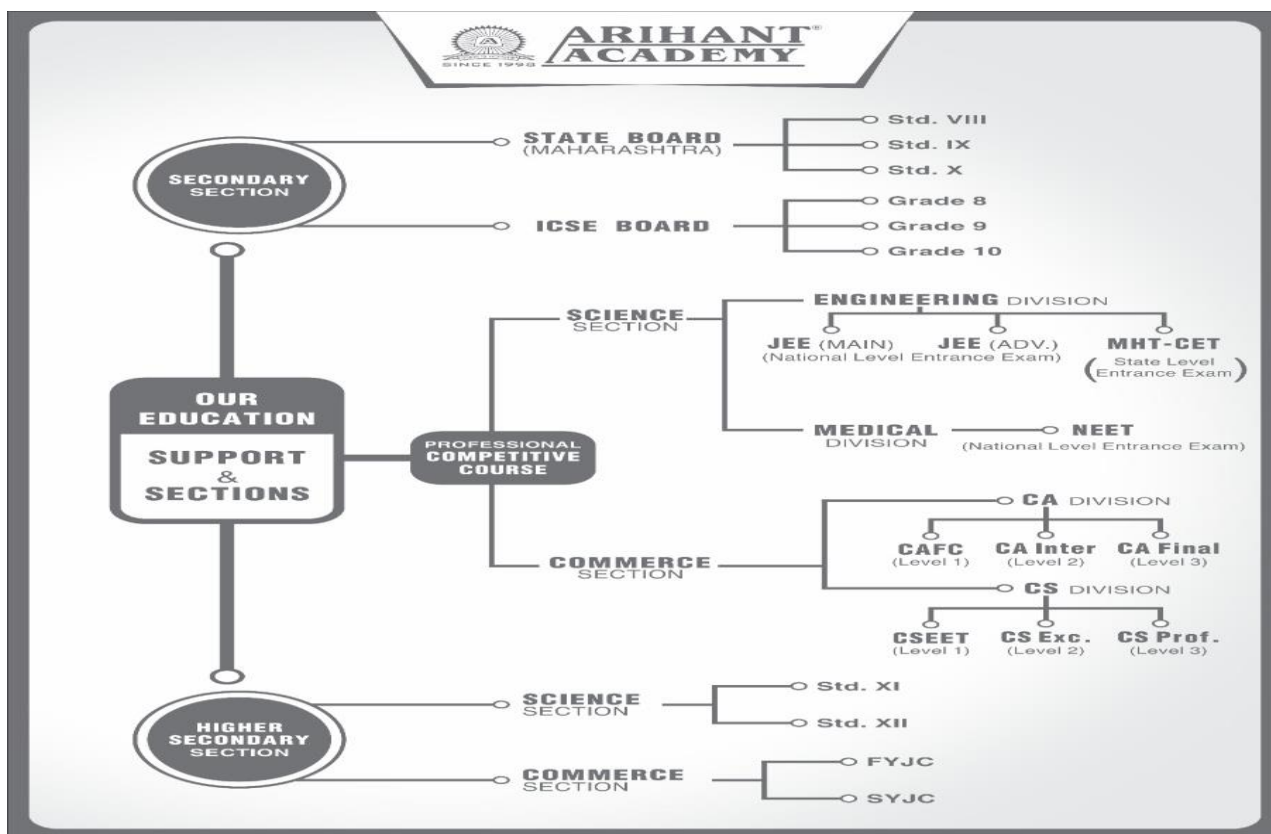 ARIHANT®
ACADEMY
SINCE 1998
SECONDARY
SECTION
STATE BOARD
(MAHARASHTRA)
Std. VIII
Std. IX
Std. X
ICSE BOARD
Grade 8
Grade 9
Grade 10
OUR
EDUCATION
SUPPORT
&
SECTIONS
PROFESSIONAL
COMPETITIVE
COURSE
SCIENCE
SECTION
ENGINEERING DIVISION
JEE (MAIN) JEE (ADV.)
(National Level Entrance Exam)
MHT-CET
(State Level
Entrance Exam)
MEDICAL
DIVISION
NEET
(National Level Entrance Exam)
COMMERCE
SECTION
CA DIVISION
CAFC CA Inter CA Final
(Level 1) (Level 2) (Level 3)
CS DIVISION
CSEET CS Exc. CS Prof.
(Level 1) (Level 2) (Level 3)
HIGHER
SECONDARY
SECTION
SCIENCE
SECTION
Std. XI
Std. XII
COMMERCE
SECTION
FYJC
SYJC